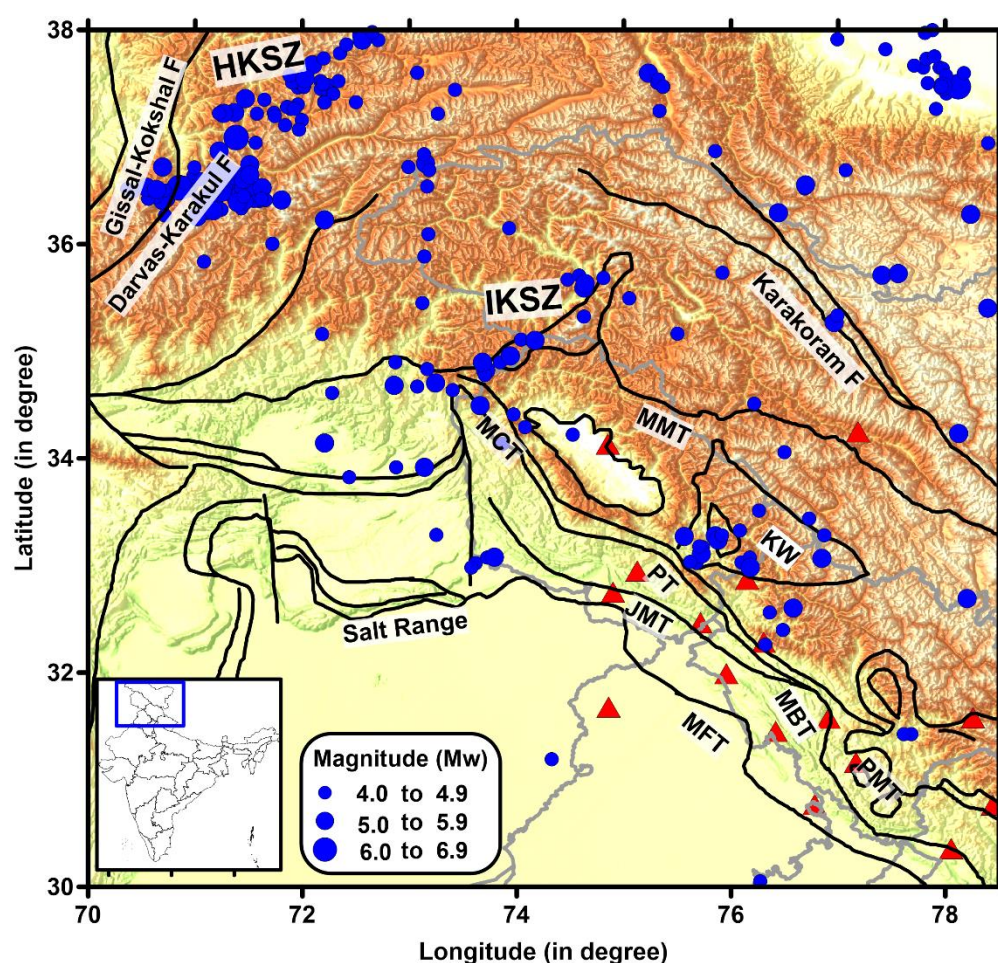 38
36
34
32
30
Latitude (in degree)
HKSZ
Gissal-Kokshal F
Darvas-Karakul F
IKSZ
Karakoram F
MCT
MMT
KW
PT
JMT
Salt Range
MBT
MFT
PMT
Magnitude (Mw)
4.0 to 4.9
5.0 to 5.9
6.0 to 6.9
70
72
74
76
78
Longitude (in degree)